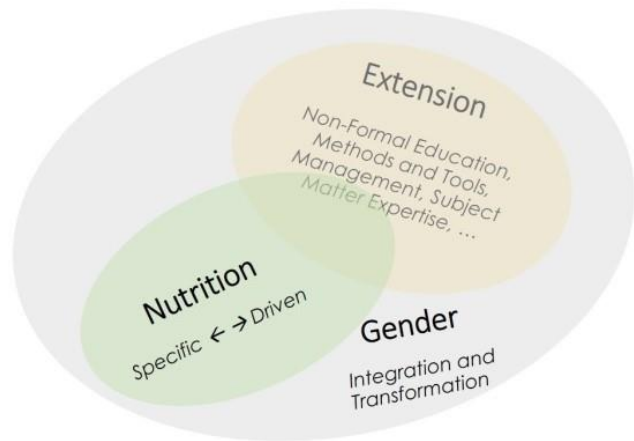 Extension
Non-Formal Education,
Methods and Tools,
Management, Subject
Matter Expertise, ...
Nutrition
Specific ← → Driven
Gender
Integration and
Transformation